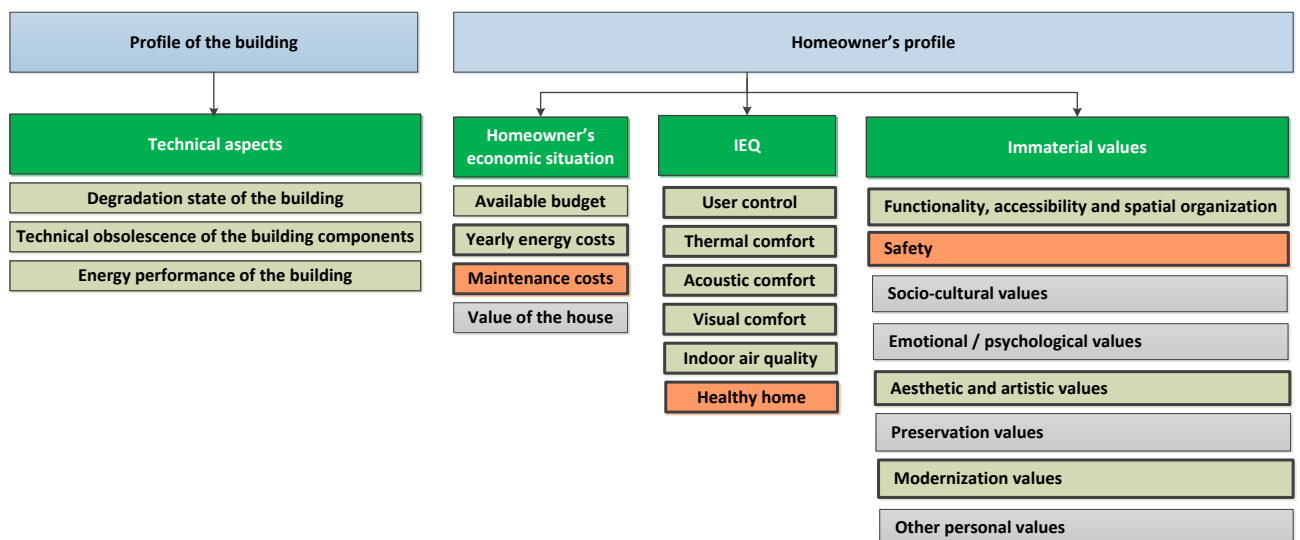 Profile of the building
Homeowner's profile
Technical aspects
Degradation state of the building
Technical obsolescence of the building components
Energy performance of the building
Homeowner's
economic situation
Available budget
Yearly energy costs
Maintenance costs
Value of the house
IEQ
User control
Thermal comfort
Acoustic comfort
Visual comfort
Indoor air quality
Healthy home
Immaterial values
Functionality, accessibility and spatial organization
Safety
Socio-cultural values
Emotional / psychological values
Aesthetic and artistic values
Preservation values
Modernization values
Other personal values